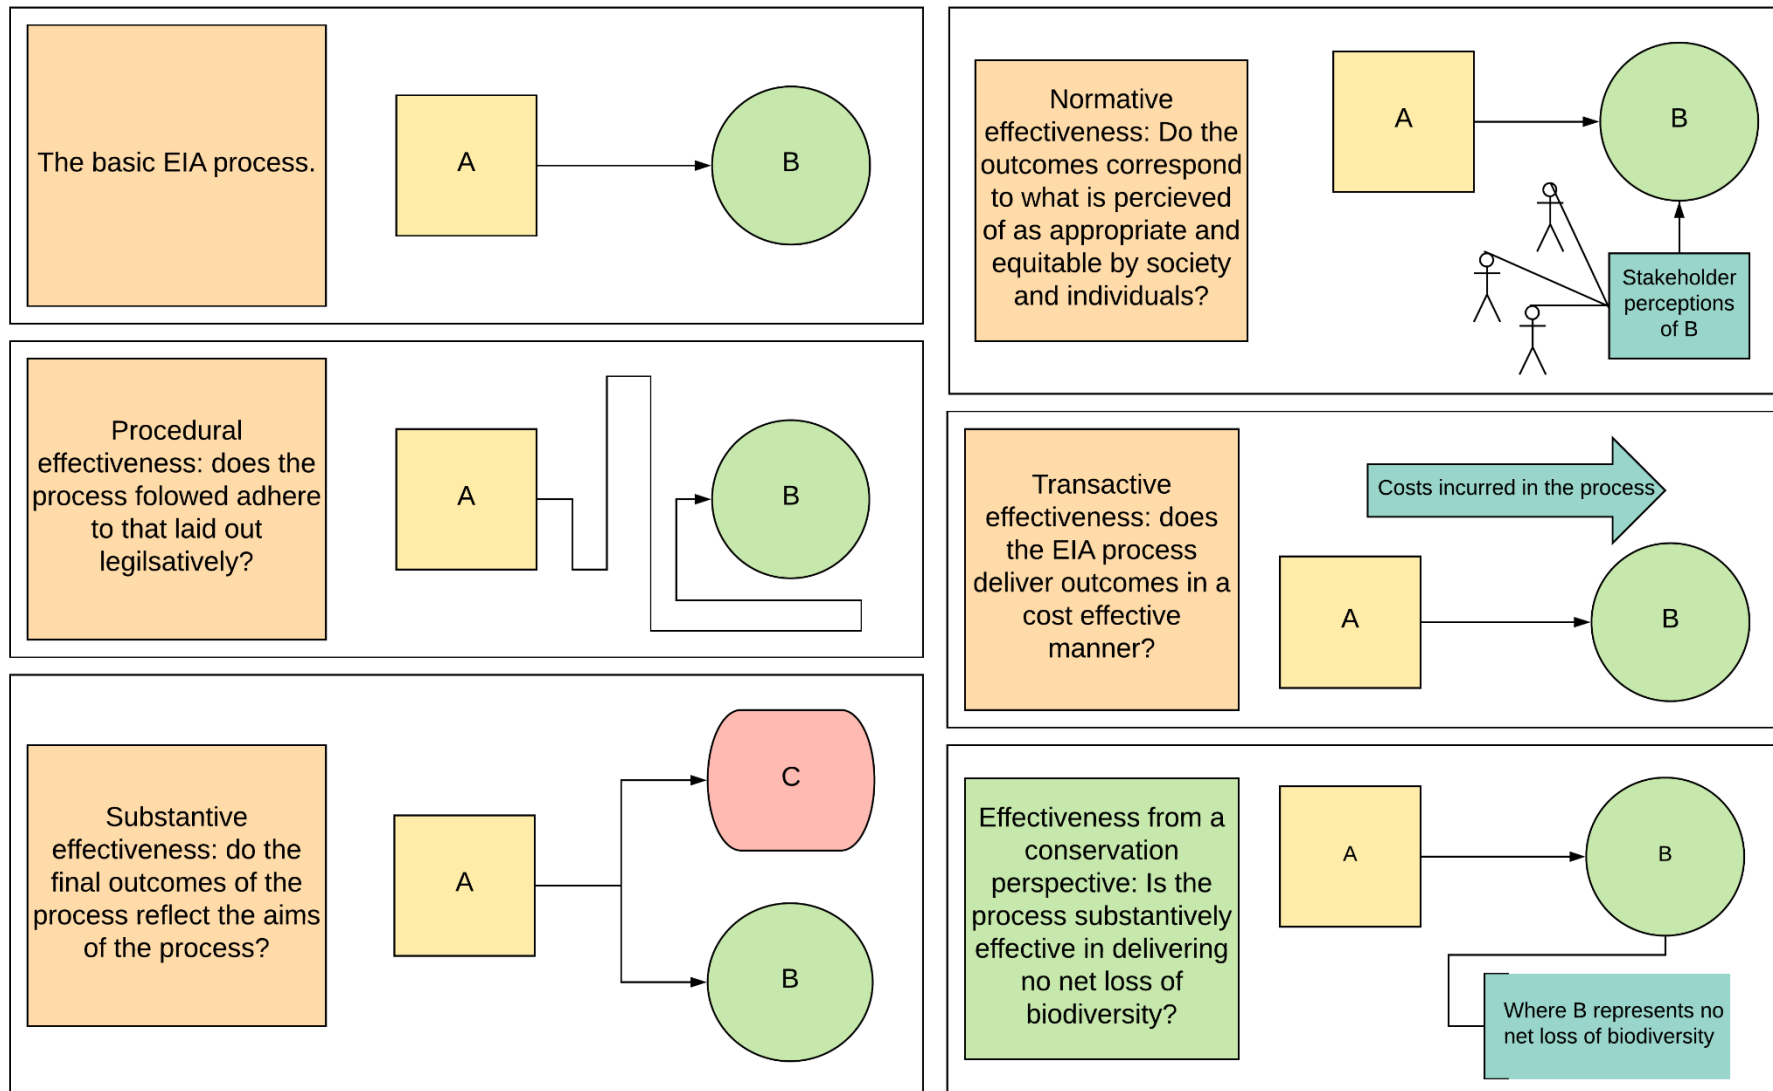 The basic EIA process.
A
B
Procedural
effectiveness: does the
process folowed adhere
to that laid out
legilsatively?
A
B
Substantive
effectiveness: do the
final outcomes of the
process reflect the aims
of the process?
A
C
B
Normative
effectiveness: Do the
outcomes correspond
to what is percieved
of as appropriate and
equitable by society
and individuals?
A
B
Stakeholder
perceptions
of B
Transactive
effectiveness: does
the EIA process
deliver outcomes in a
cost effective
manner?
Costs incurred in the process
A
B
Effectiveness from a
conservation
perspective: Is the
process substantively
effective in delivering
no net loss of
biodiversity?
A
B
Where B represents no
net loss of biodiversity